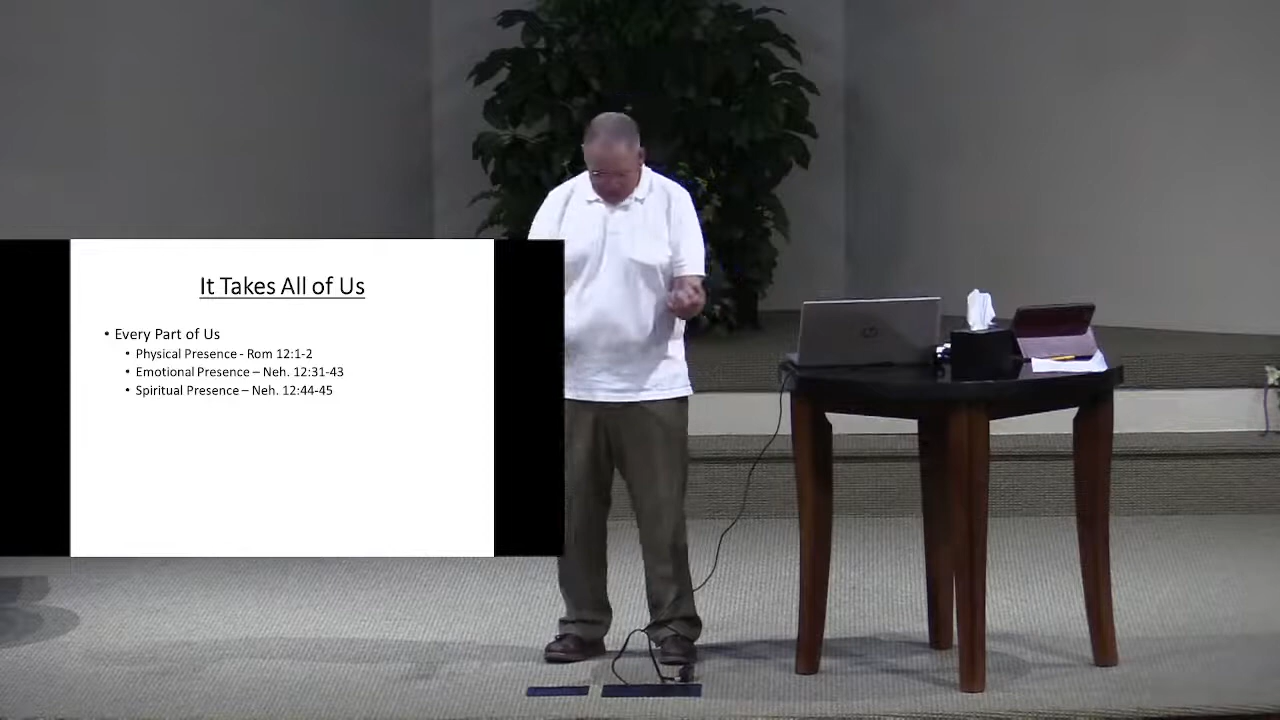 It Takes All of Us
• Every Part of Us
• Physical Presence - Rom 12:1-2
• Emotional Presence – Neh. 12:31-43
• Spiritual Presence – Neh. 12:44-45
hp